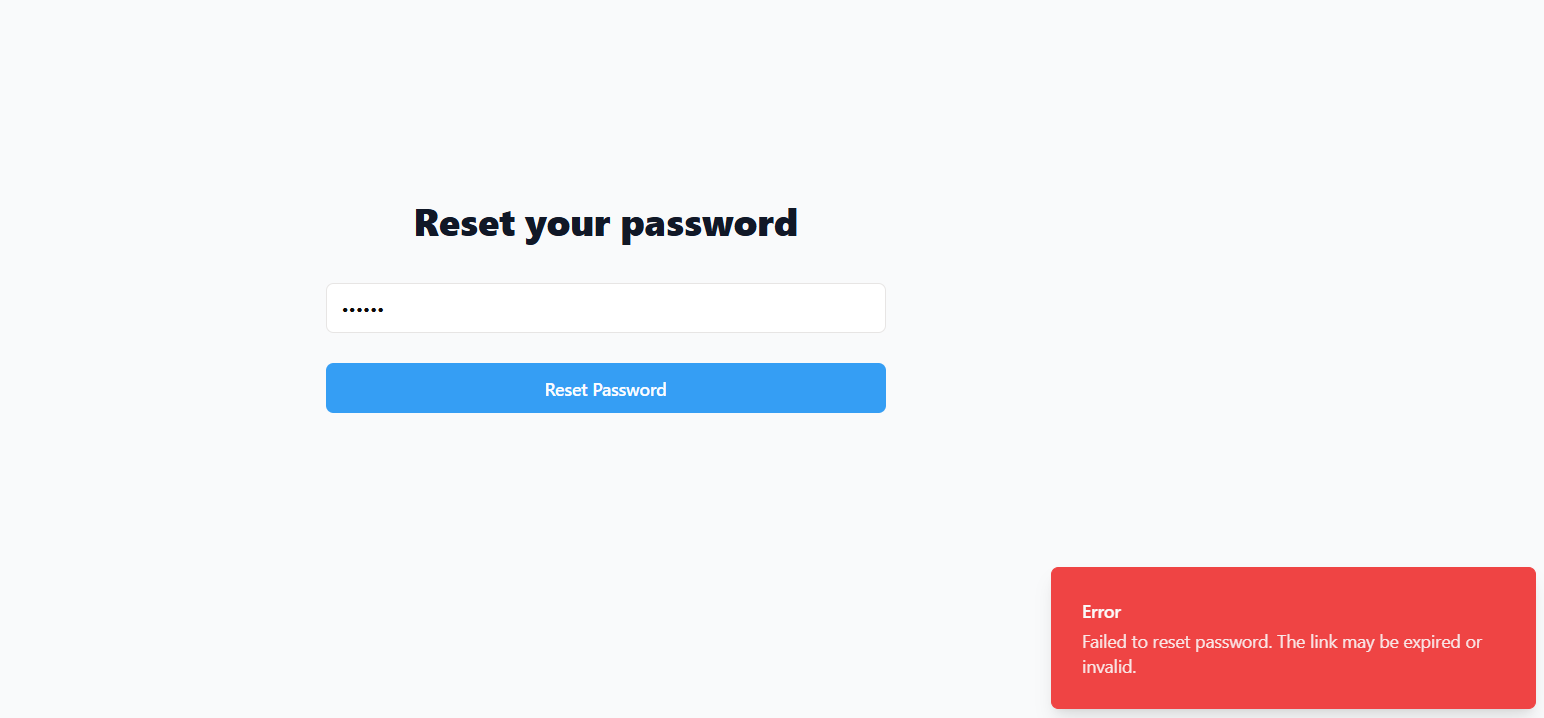 Reset your password
••••••
Reset Password
Error
Failed to reset password. The link may be expired or
invalid.